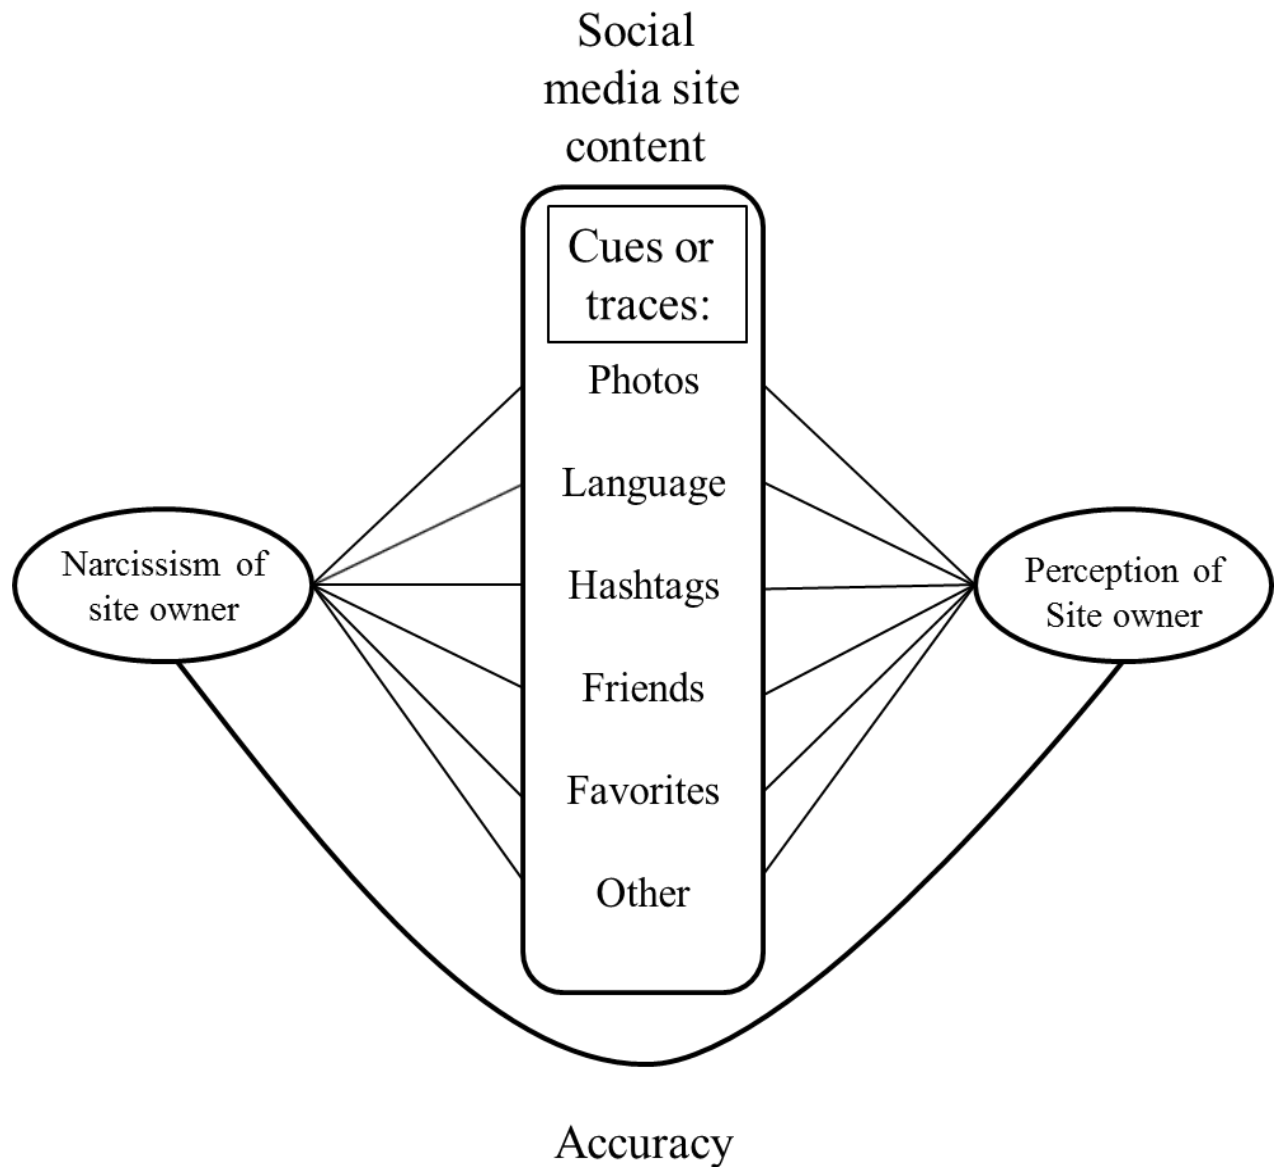 Social
media site
content
Cues or
traces:
Photos
Language
Hashtags
Friends
Favorites
Other
Narcissism of
site owner
Perception of
Site owner
Accuracy